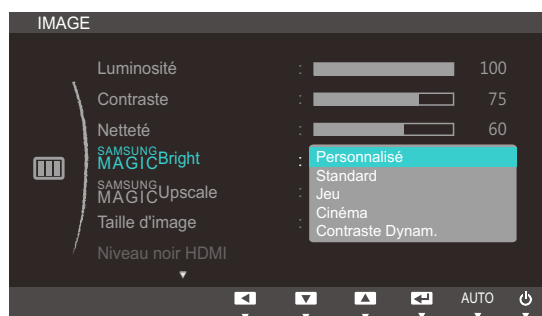 IMAGE
Luminosité : 100
Contraste : 75
Netteté : 60
SAMSUNG MAGICBright : Personnalisé
Standard
SAMSUNG MAGICUpscale : Jeu
Cinéma
Taille d'image : Contraste Dynam.
Niveau noir HDMI
AUTO